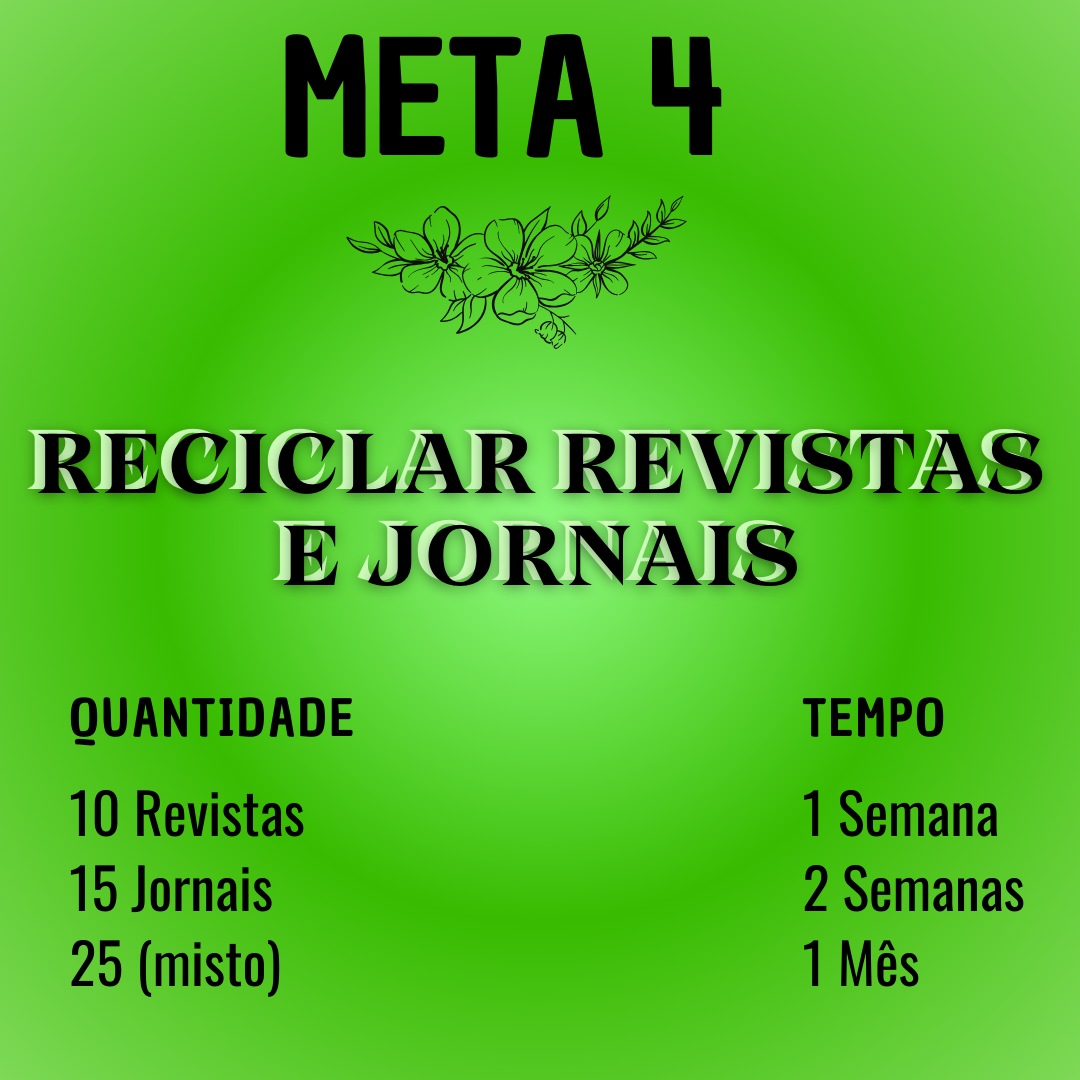 META 4
RECICLAR REVISTAS
E JORNAIS
QUANTIDADE TEMPO
10 Revistas 1 Semana
15 Jornais 2 Semanas
25 (misto) 1 Mês